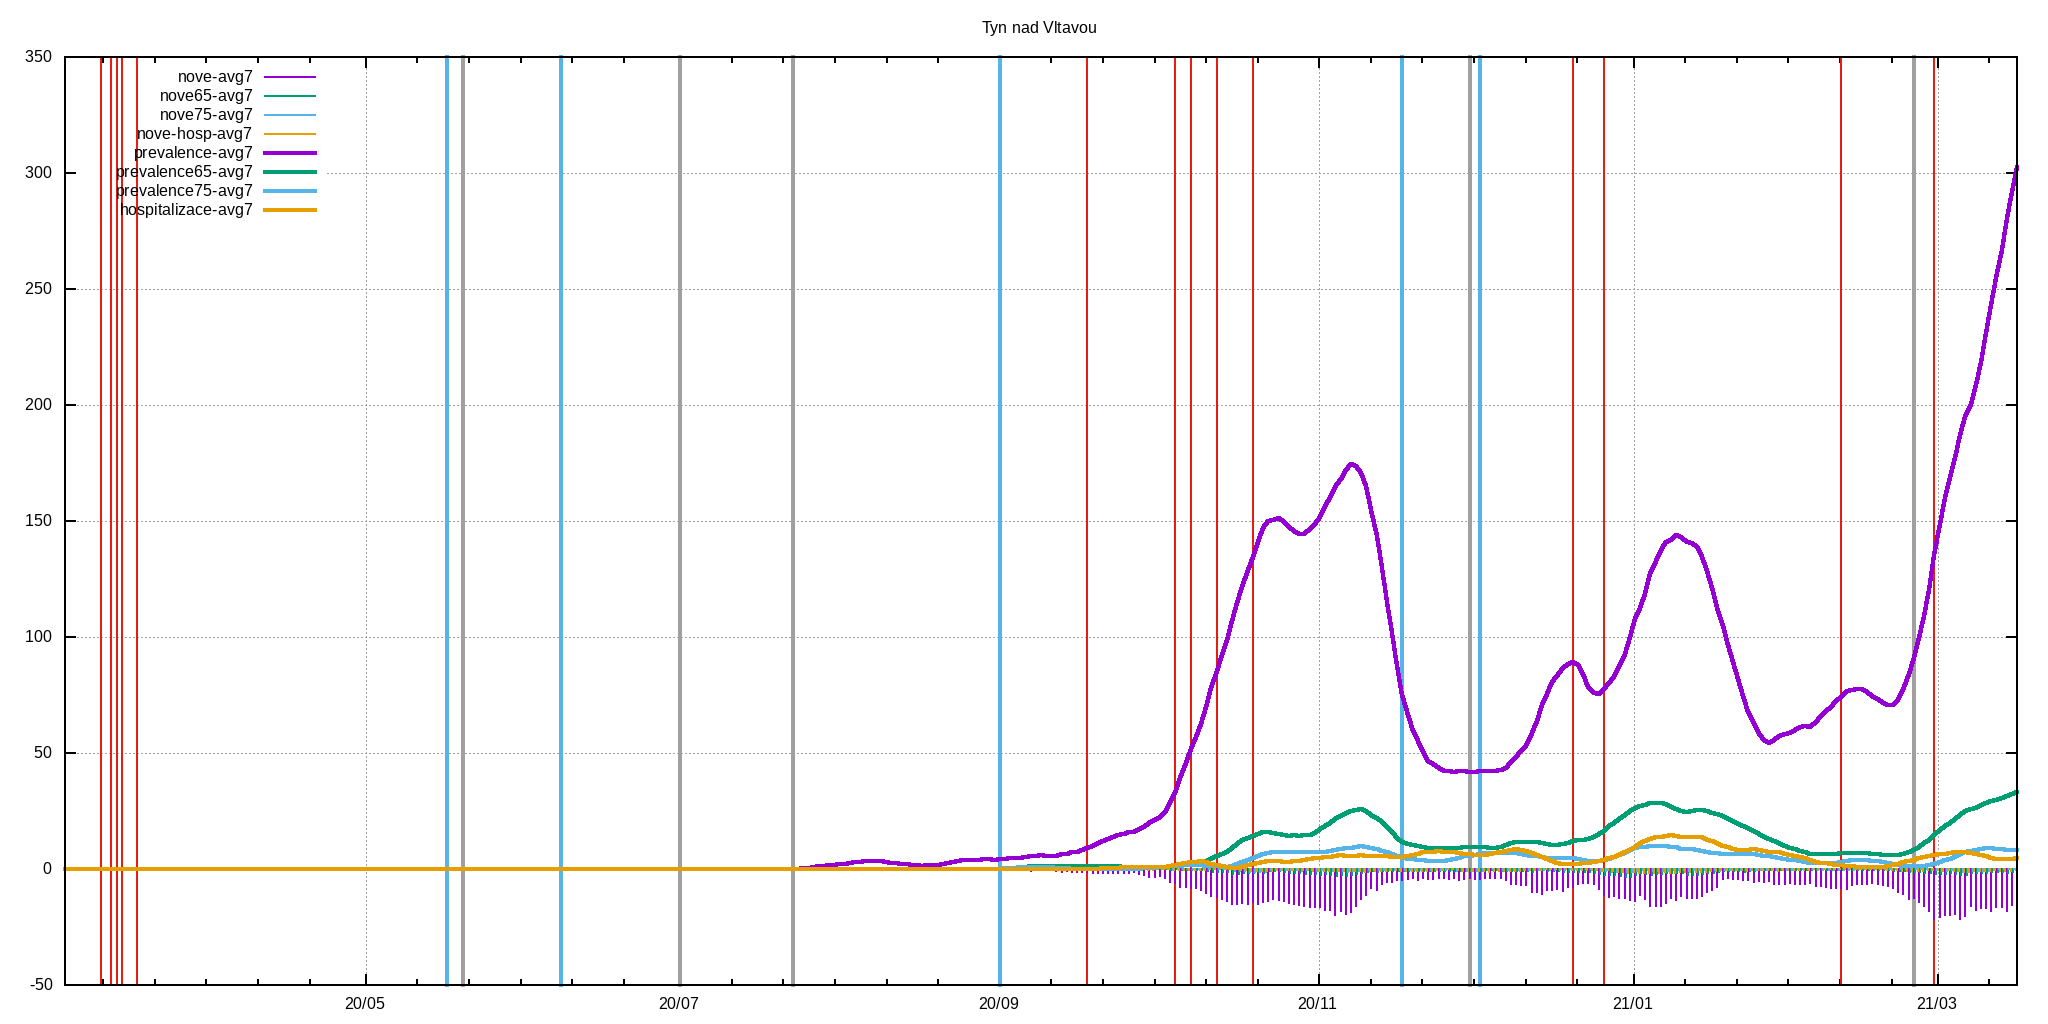 Tyn nad Vltavou
350
300
250
200
150
100
50
0
-50
nove-avg7
nove65-avg7
nove75-avg7
nove-hosp-avg7
prevalence-avg7
prevalence65-avg7
prevalence75-avg7
hospitalizace-avg7
20/05
20/07
20/09
20/11
21/01
21/03